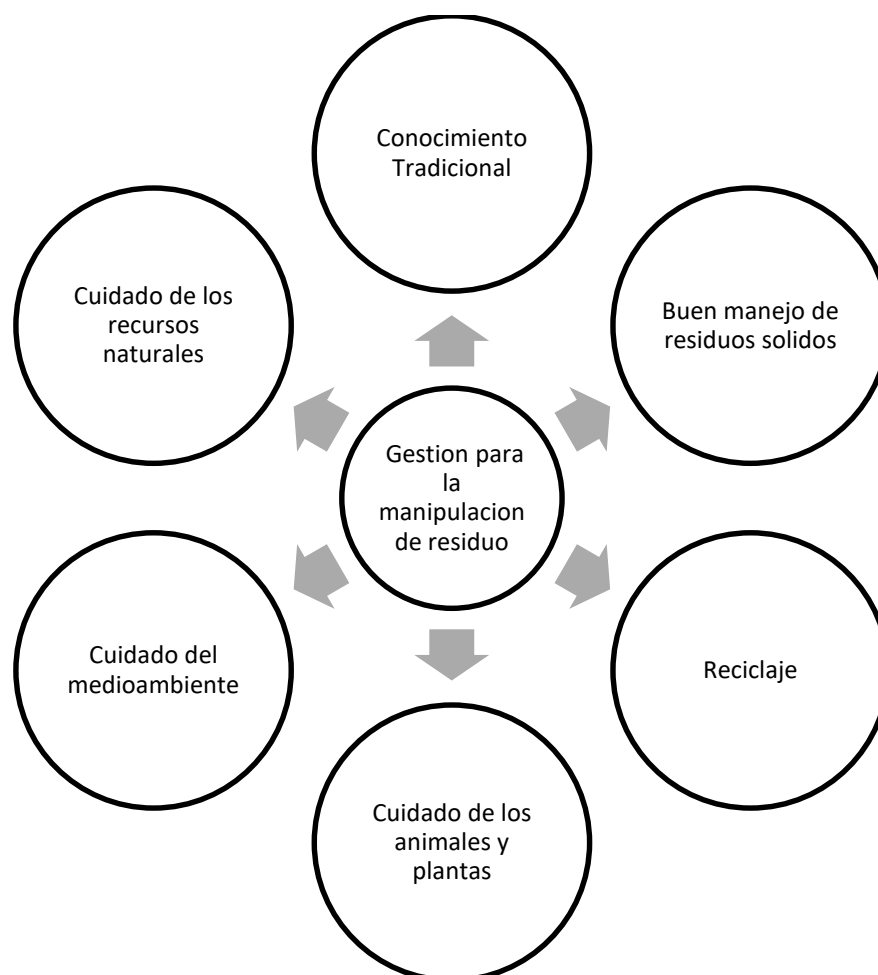 Conocimiento
Tradicional
Cuidado de los
recursos
naturales
Buen manejo de
residuos solidos
Gestion para
la
manipulacion
de residuo
Cuidado del
medioambiente
Reciclaje
Cuidado de los
animales y
plantas